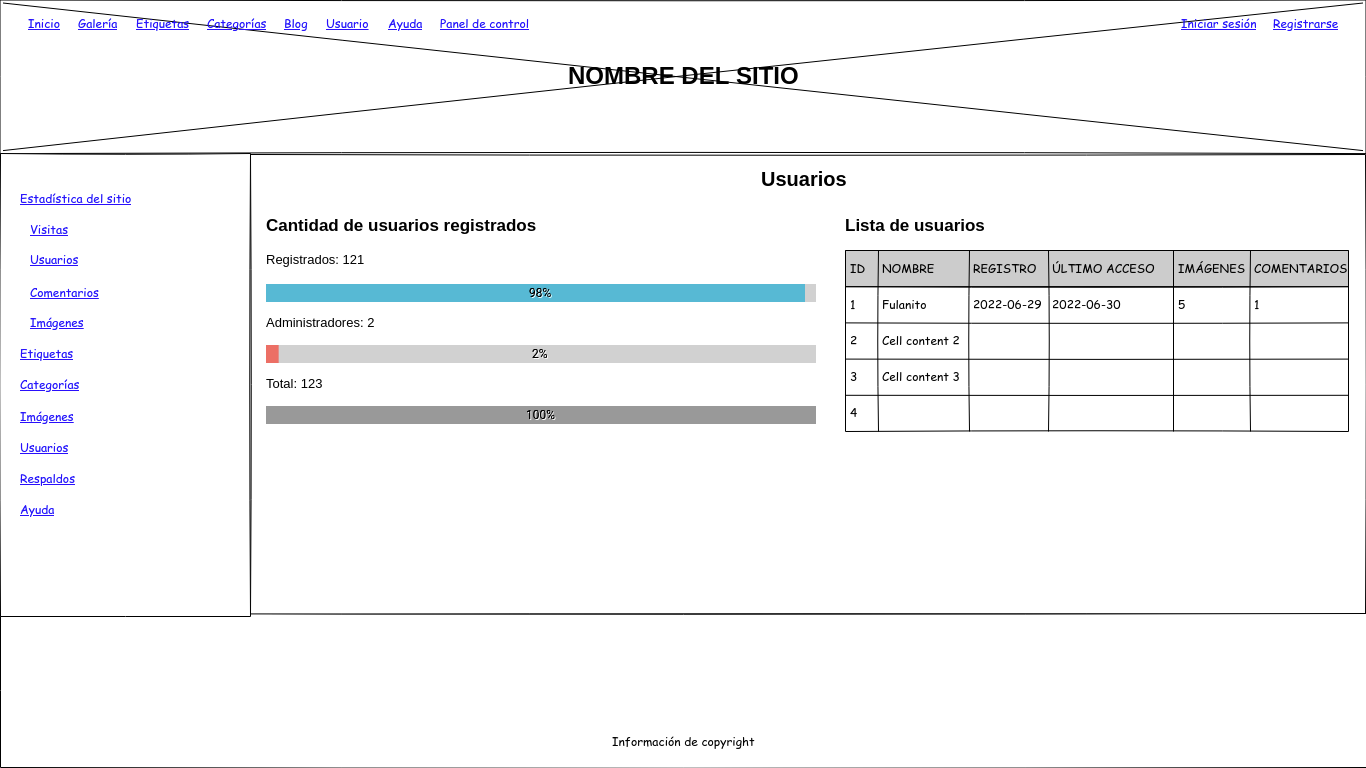 Inicio Galería Etiquetas Categorías Blog Usuario Ayuda Panel de control Iniciar sesión Registrarse
NOMBRE DEL SITIO
Estadística del sitio
Visitas
Usuarios
Comentarios
Imágenes
Etiquetas
Categorías
Imágenes
Usuarios
Respaldos
Ayuda
Usuarios
Cantidad de usuarios registrados
Registrados: 121
98%
Administradores: 2
2%
Total: 123
100%
Lista de usuarios
ID NOMBRE REGISTRO ÚLTIMO ACCESO IMÁGENES COMENTARIOS
1 Fulanito 2022-06-29 2022-06-30 5 1
2 Cell content 2
3 Cell content 3
4
Información de copyright